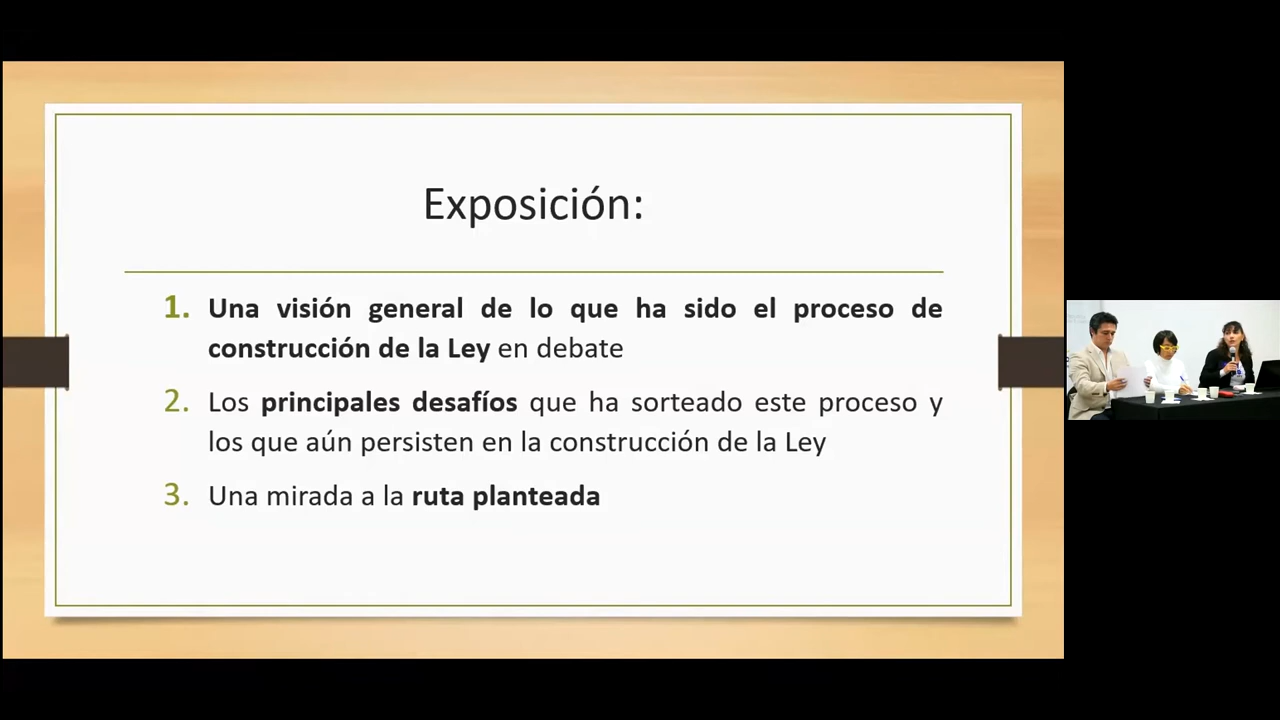 Exposición:
1. Una visión general de lo que ha sido el proceso de
construcción de la Ley en debate
2. Los principales desafíos que ha sorteado este proceso y
los que aún persisten en la construcción de la Ley
3. Una mirada a la ruta planteada